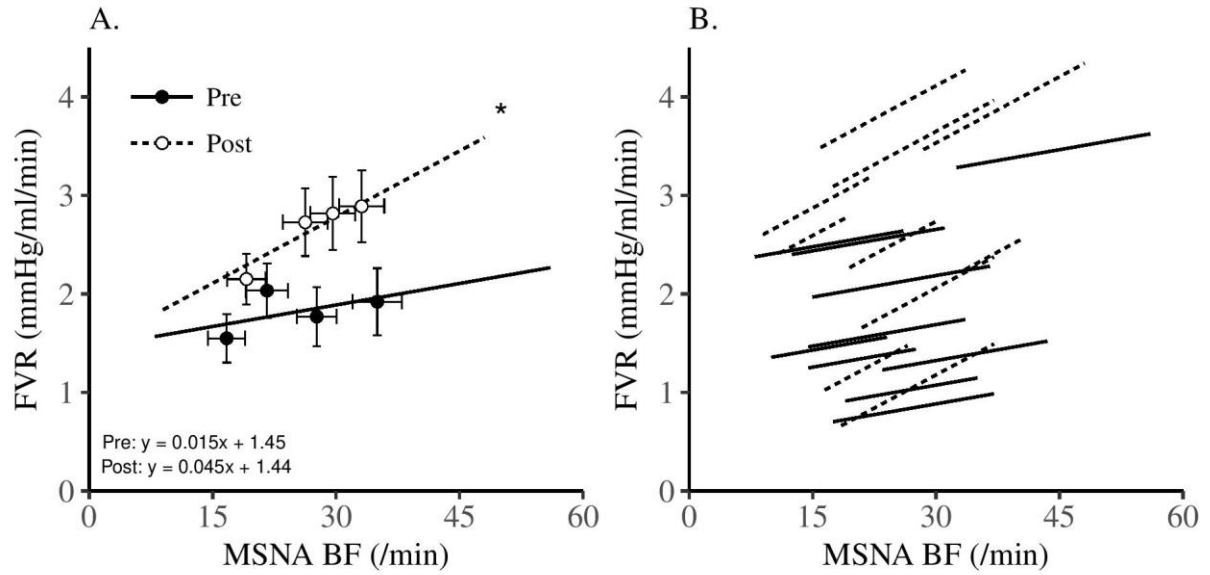 A.
FVR (mmHg/ml/min)
4
3
2
1
0
Pre
Post
*
Pre: y = 0.015x + 1.45
Post: y = 0.045x + 1.44
0 15 30 45 60
MSNA BF (/min)
B.
FVR (mmHg/ml/min)
4
3
2
1
0
0 15 30 45 60
MSNA BF (/min)